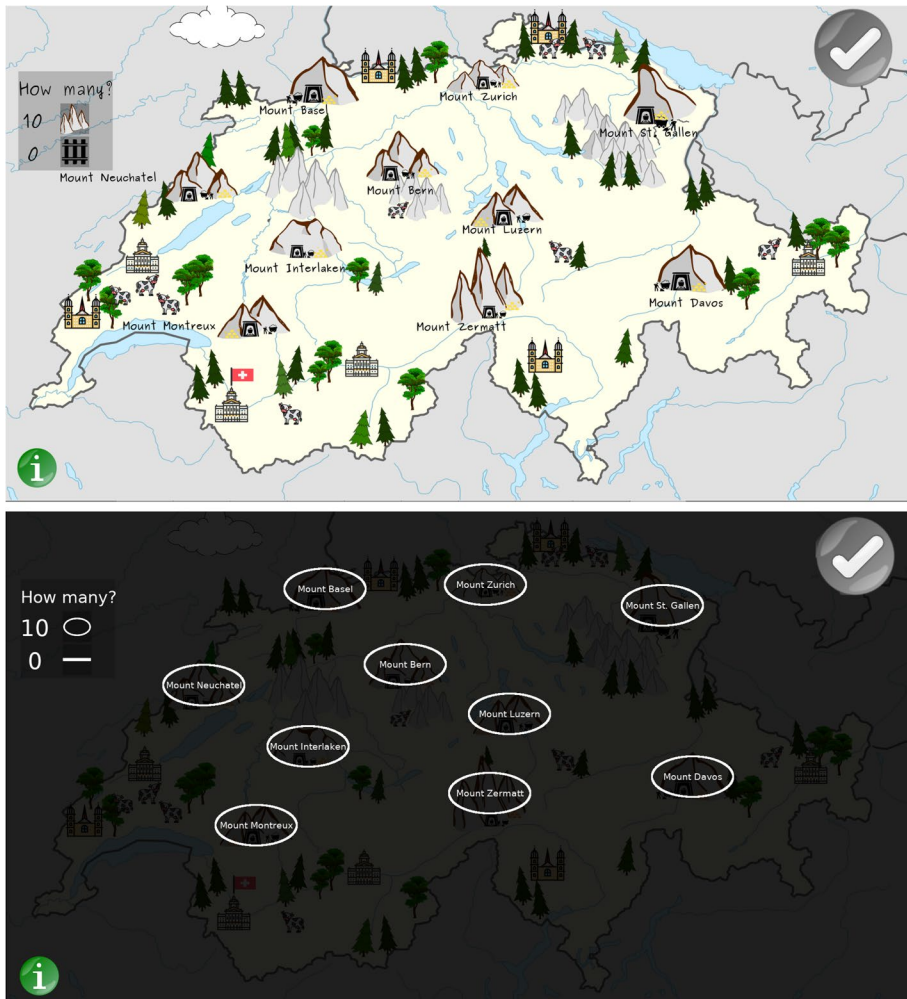 How many?
10
0
Mount Basel
Mount Zurich
Mount St. Gallen
Mount Neuchatel
Mount Bern
Mount Luzern
Mount Interlaken
Mount Davos
Mount Montreux
Mount Zermatt
i
How many?
10
0
Mount Basel
Mount Zurich
Mount St. Gallen
Mount Bern
Mount Neuchatel
Mount Luzern
Mount Interlaken
Mount Davos
Mount Zermatt
Mount Montreux
i